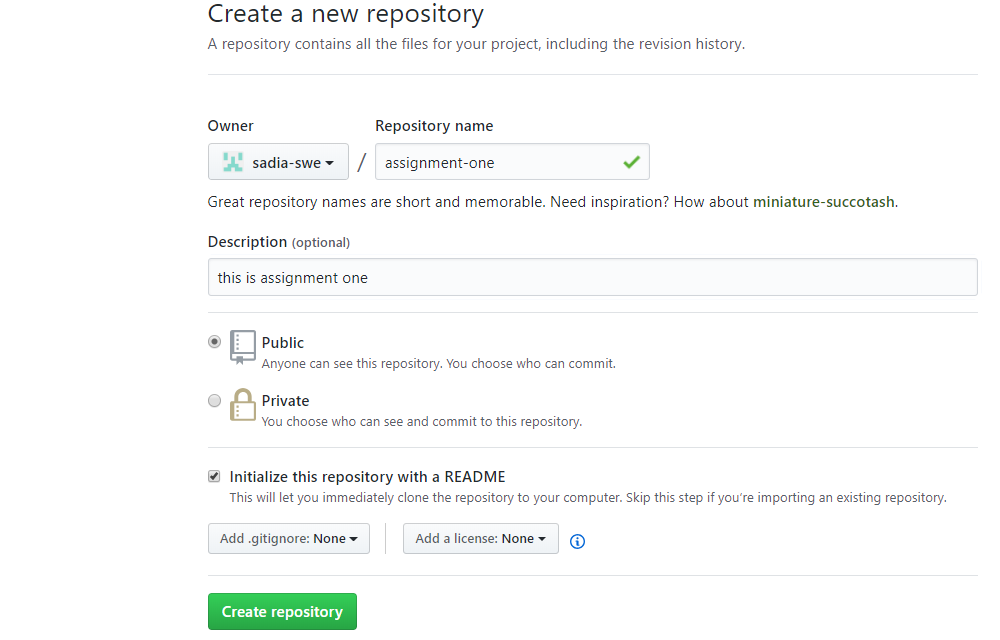 Create a new repository
A repository contains all the files for your project, including the revision history.
Owner Repository name
sadia-swe / assignment-one
Great repository names are short and memorable. Need inspiration? How about miniature-succotash.
Description (optional)
this is assignment one
Public
Anyone can see this repository. You choose who can commit.
Private
You choose who can see and commit to this repository.
Initialize this repository with a README
This will let you immediately clone the repository to your computer. Skip this step if you’re importing an existing repository.
Add .gitignore: None Add a license: None
Create repository